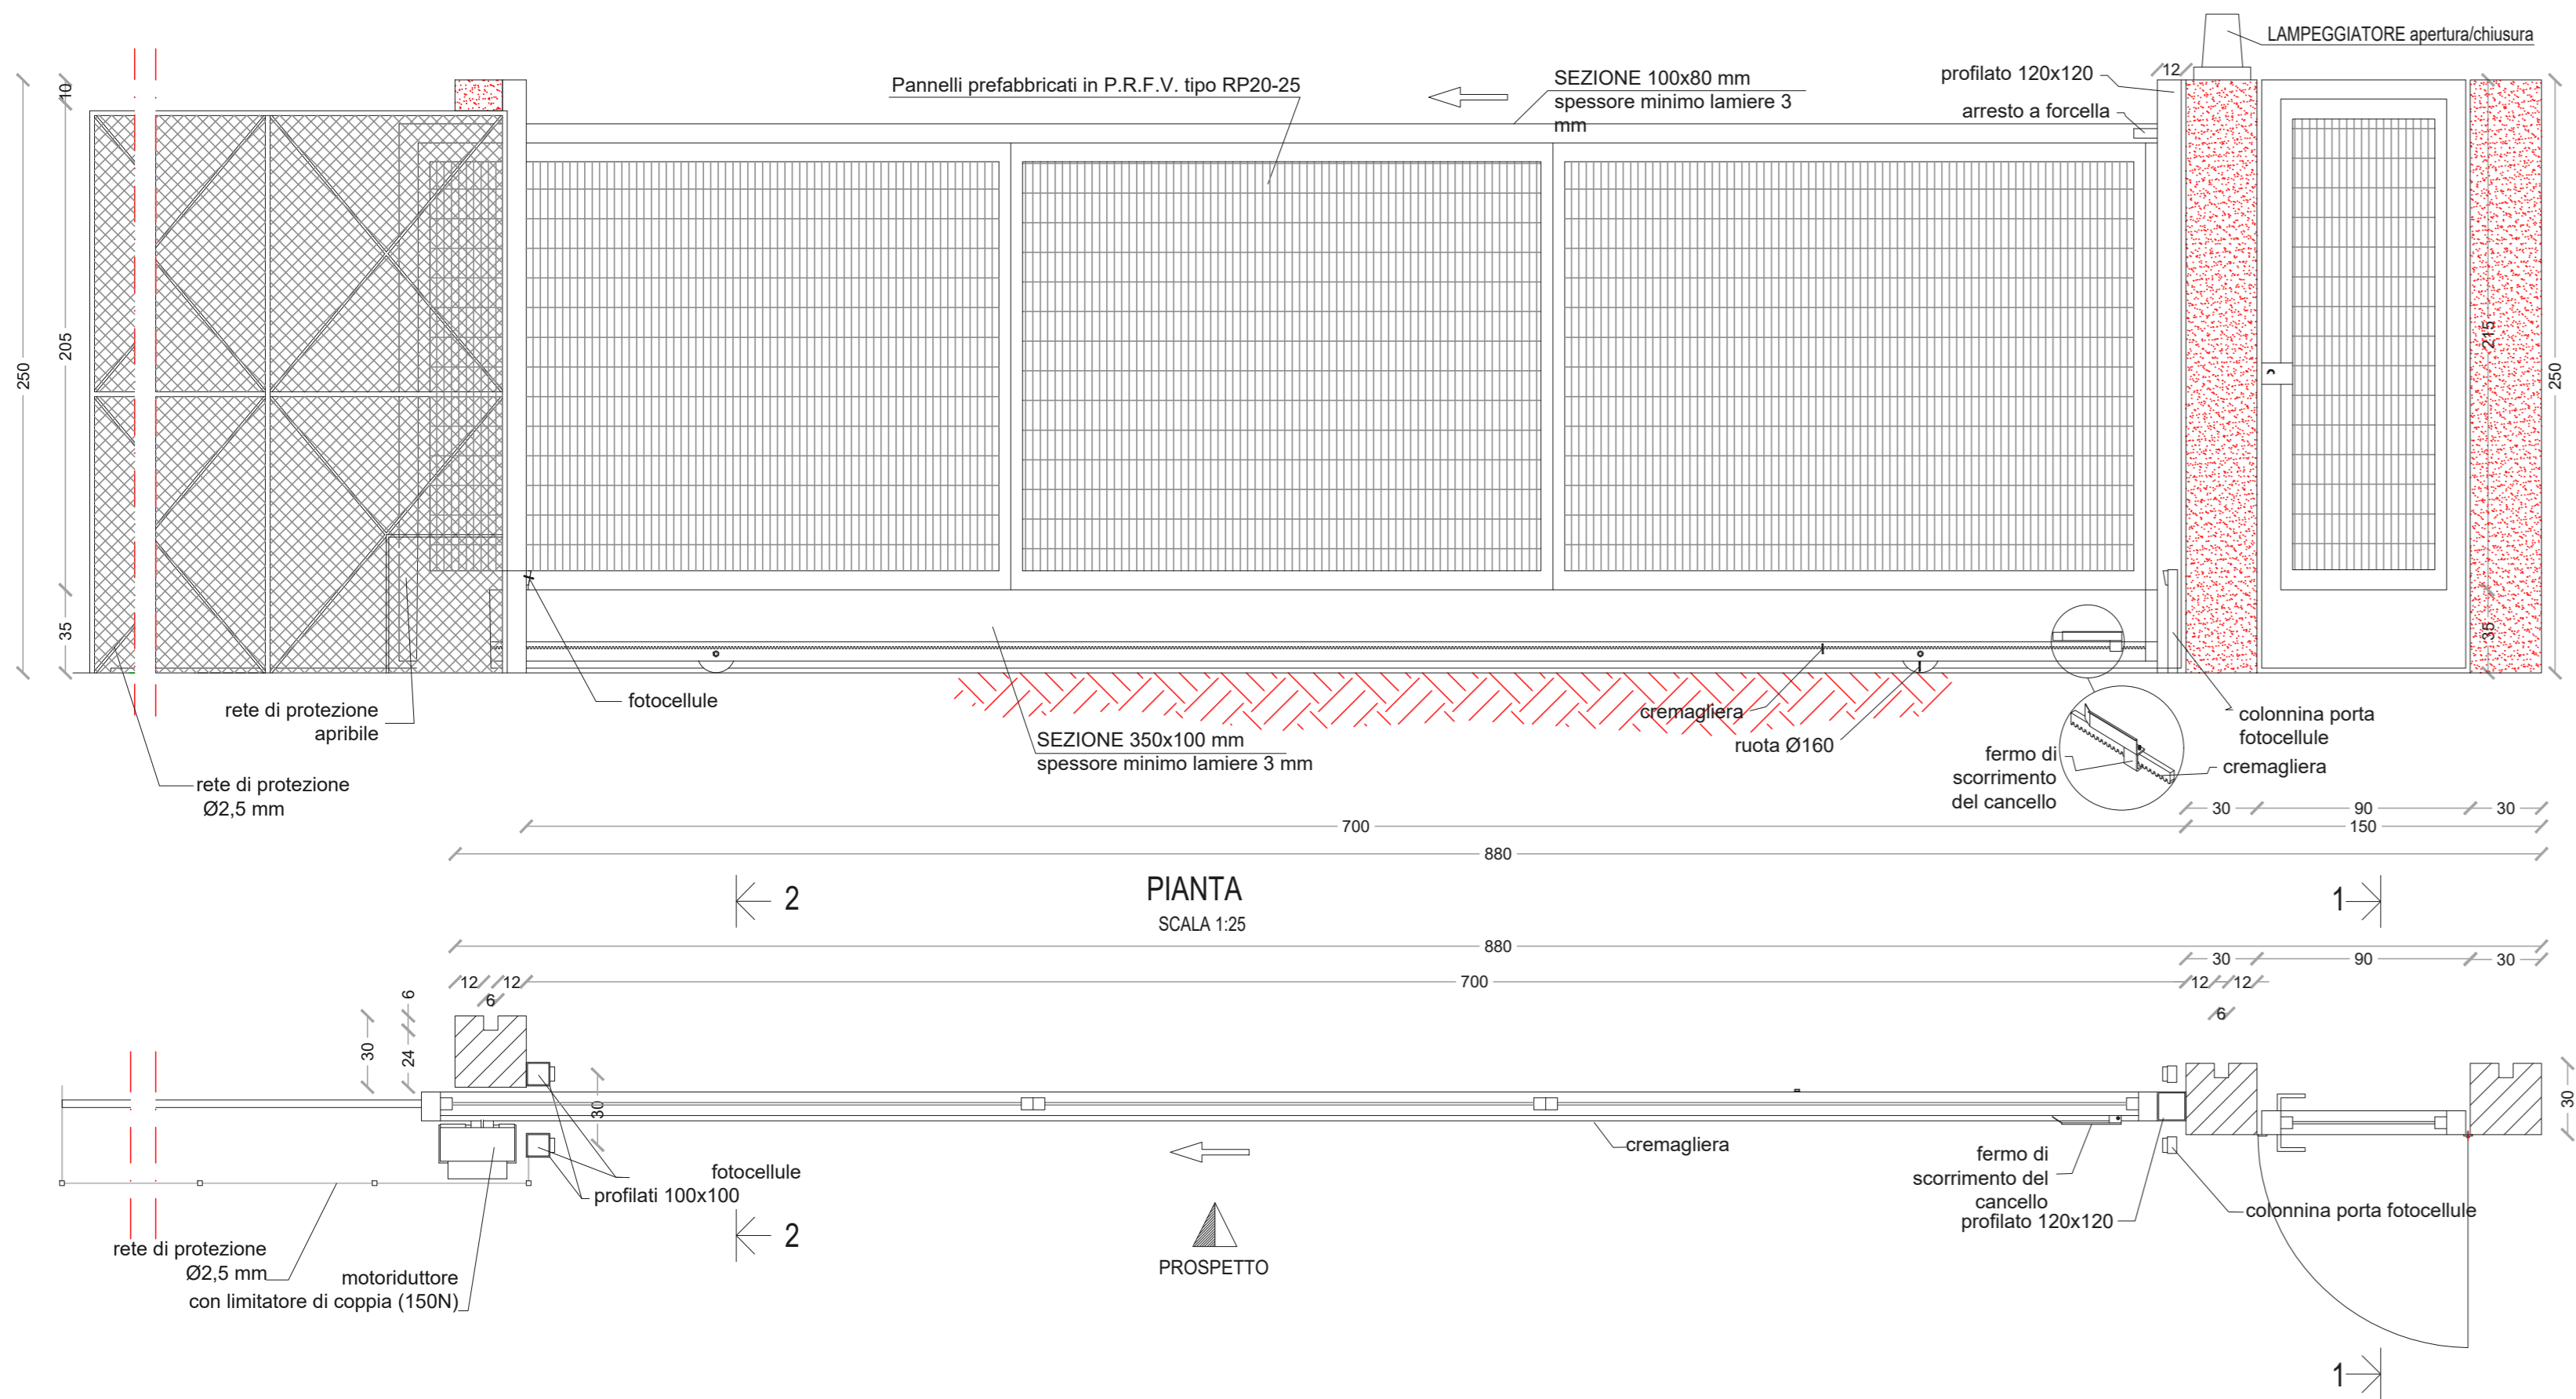 LAMPEGGIATORE apertura/chiusura
Pannelli prefabbricati in P.R.F.V. tipo RP20-25
SEZIONE 100x80 mm
spessore minimo lamiere 3
mm
profilato 120x120
12
arresto a forcella
10
205
250
35
215
250
35
fotocellule
rete di protezione
apribile
rete di protezione
Ø2,5 mm
SEZIONE 350x100 mm
spessore minimo lamiere 3 mm
cremagliera
ruota Ø160
fermo di
scorrimento
del cancello
colonnina porta
fotocellule
cremagliera
30
90
30
700
150
880
2
PIANTA
SCALA 1:25
1
880
30
90
30
12
12
6
700
12
12
6
6
30
24
30
30
cremagliera
fotocellule
profilati 100x100
fermo di
scorrimento del
cancello
profilato 120x120
colonnina porta fotocellule
2
PROSPETTO
rete di protezione
Ø2,5 mm
motoriduttore
con limitatore di coppia (150N)
1